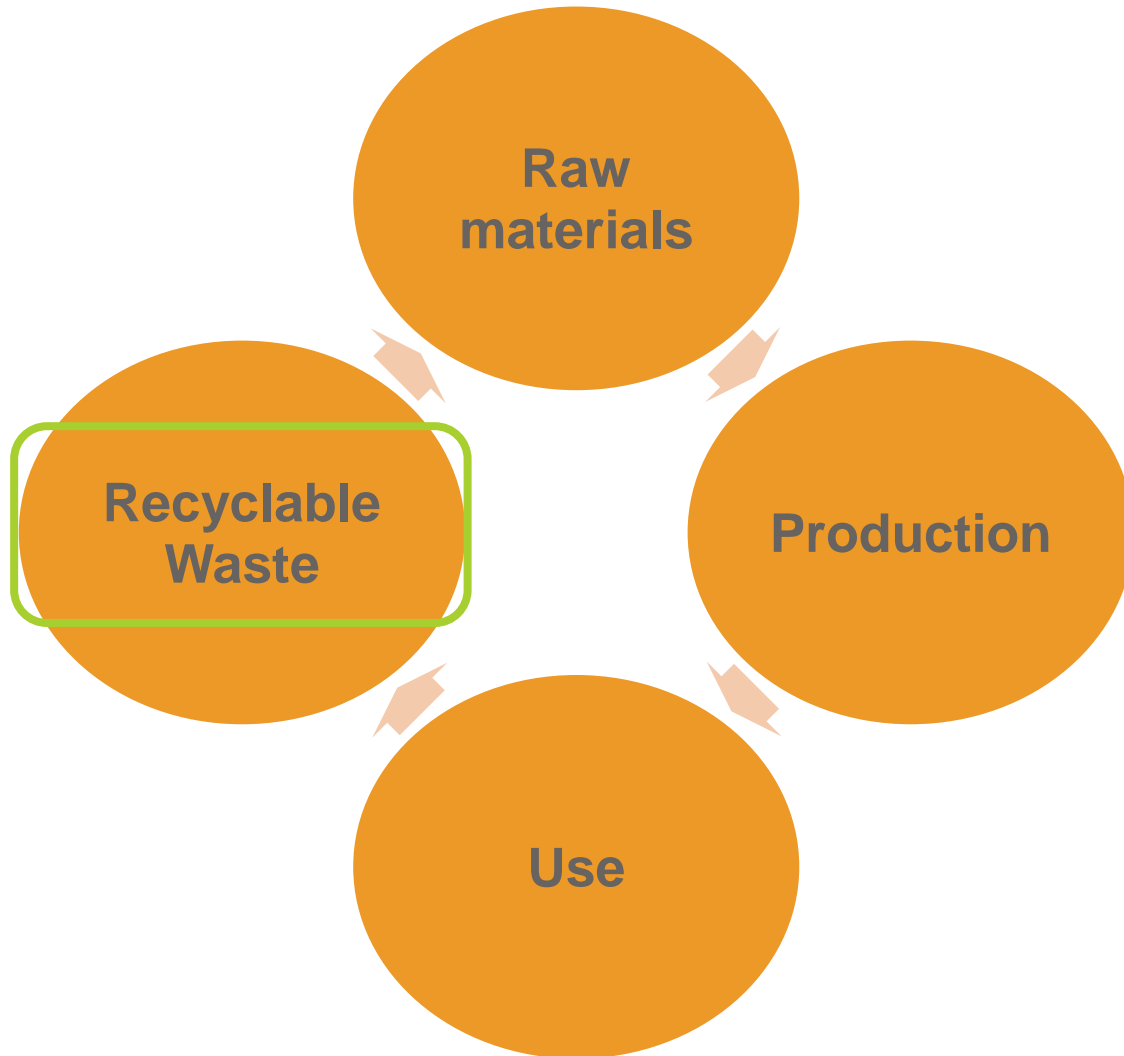 Raw
materials
Recyclable
Waste
Production
Use